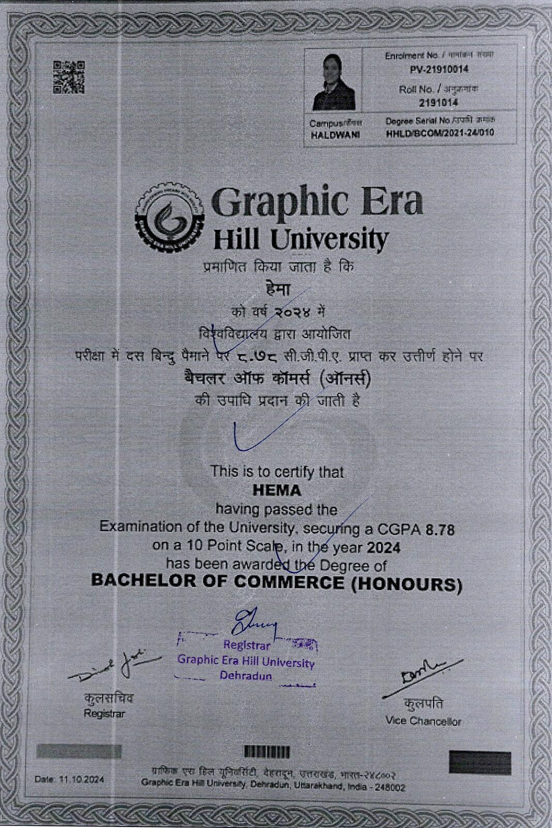 Enrolment No. / नामांकन संख्या
PV-21910014
Roll No. / अनुक्रमांक
2191014
Campus/कैंपस
HALDWANI
Degree Serial No./उपाधि क्रमांक
HHLD/BCOM/2021-24/010
Graphic Era
Hill University
प्रमाणित किया जाता है कि
हेमा
को वर्ष २०२४ में
विश्वविद्यालय द्वारा आयोजित
परीक्षा में दस बिन्दु पैमाने पर ८.७८ सी.जी.पी.ए. प्राप्त कर उत्तीर्ण होने पर
बैचलर ऑफ कॉमर्स (ऑनर्स)
की उपाधि प्रदान की जाती है
This is to certify that
HEMA
having passed the
Examination of the University, securing a CGPA 8.78
on a 10 Point Scale, in the year 2024
has been awarded the Degree of
BACHELOR OF COMMERCE (HONOURS)
Registrar
Graphic Era Hill University
Dehradun
कुलसचिव
Registrar
कुलपति
Vice Chancellor
Date: 11.10.2024
ग्राफिक एरा हिल यूनिवर्सिटी, देहरादून, उत्तराखंड, भारत-२४८००२
Graphic Era Hill University, Dehradun, Uttarakhand, India - 248002